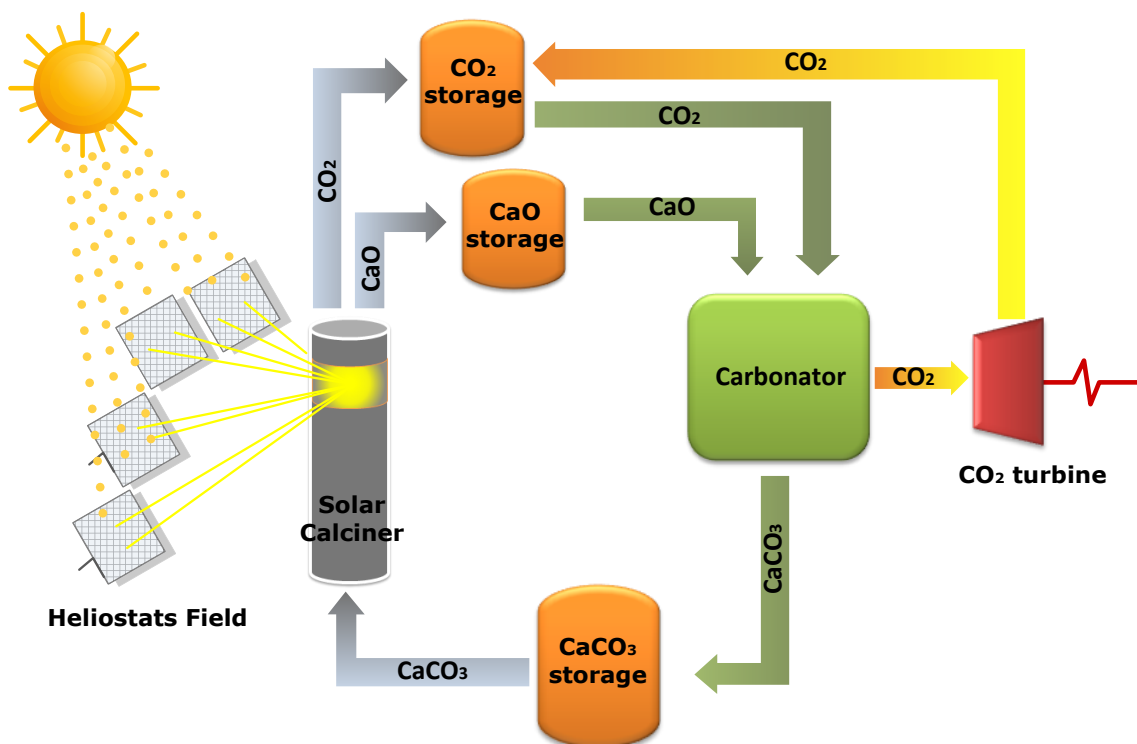 CO₂
storage
CO₂
CO₂
CO₂
CaO
storage
CaO
CaO
Carbonator
CO₂
CO₂ turbine
Solar
Calciner
Heliostats Field
CaCO₃
CaCO₃
storage
CaCO₃